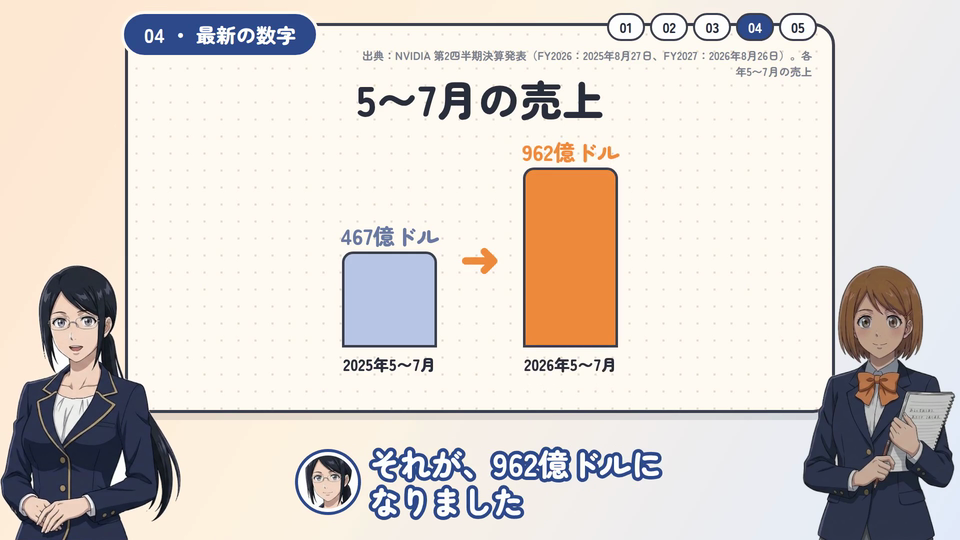 04 ・ 最新の数字
01 02 03 04 05
出典：NVIDIA 第2四半期決算発表（FY2026：2025年8月27日、FY2027：2026年8月26日）。各
年5〜7月の売上
5〜7月の売上
962億ドル
467億ドル
2025年5〜7月
2026年5〜7月
それが、962億ドルに
なりました